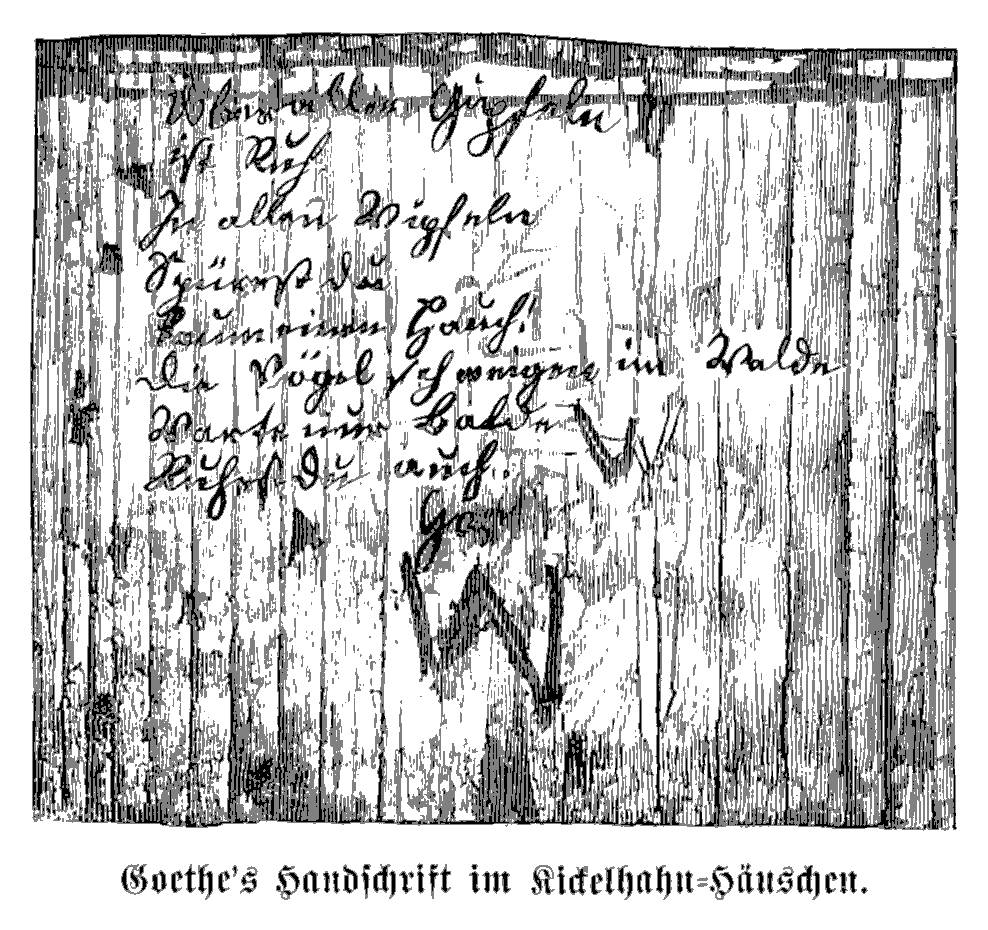 Über allen Gipfeln
ist Ruh
In allen Wipfeln
Spürest du
kaum einen Hauch!
die Vögel schweigen im Walde
Warte nur Balde
W
Ruhest du auch.
W
Goethe's Handschrift im Kickelhahn-Häuschen.